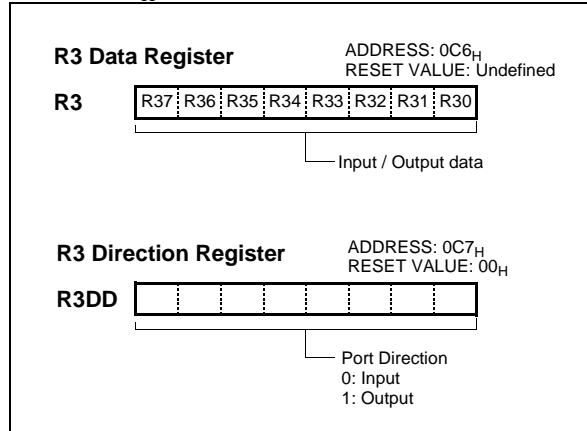 R3 Data Register
ADDRESS: 0C6H
RESET VALUE: Undefined
R3
R37 R36 R35 R34 R33 R32 R31 R30
Input / Output data
R3 Direction Register
ADDRESS: 0C7H
RESET VALUE: 00H
R3DD
Port Direction
0: Input
1: Output